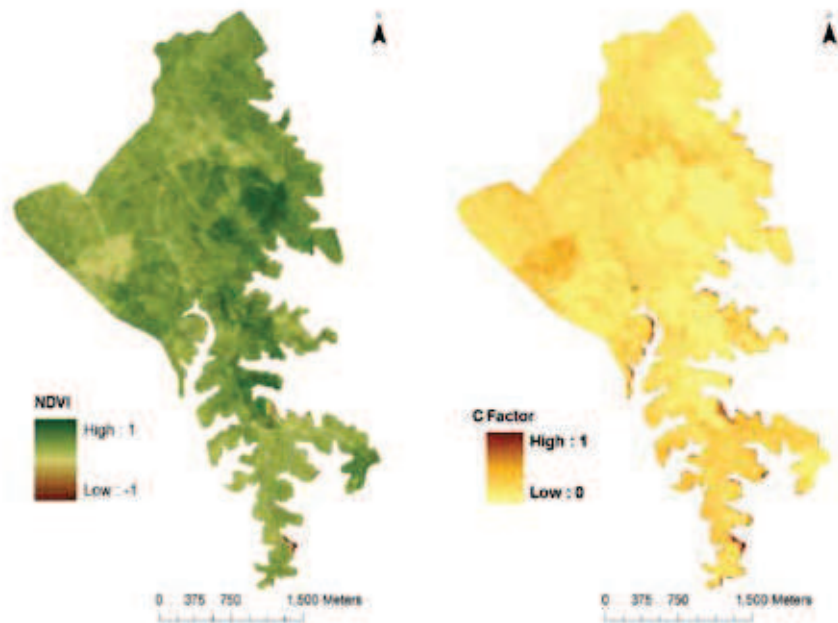 NDVI
High : 1
Low : -1
0 375 750 1,500 Meters
C Factor
High : 1
Low : 0
0 375 750 1,500 Meters